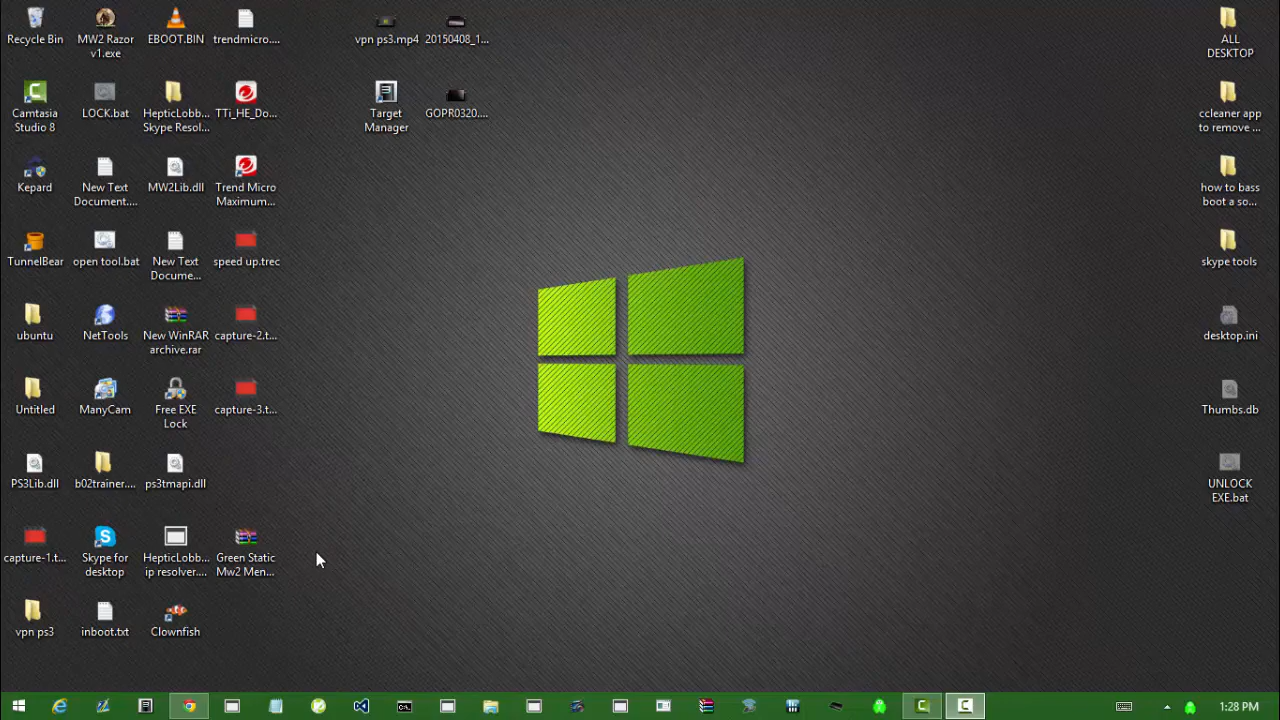 Recycle Bin
MW2 Razor
v1.exe
EBOOT.BIN
trendmicro....
vpn ps3.mp4
20150408_1...
ALL
DESKTOP
Camtasia
Studio 8
LOCK.bat
HepticLobb...
Skype Resol...
TTi_HE_Do...
Target
Manager
GOPR0320....
ccleaner app
to remove ...
Kepard
New Text
Document....
MW2Lib.dll
Trend Micro
Maximum...
how to bass
boot a so...
TunnelBear
open tool.bat
New Text
Docume...
speed up.trec
skype tools
ubuntu
NetTools
New WinRAR
archive.rar
capture-2.t...
desktop.ini
Untitled
ManyCam
Free EXE
Lock
capture-3.t...
Thumbs.db
PS3Lib.dll
b02trainer....
ps3tmapi.dll
UNLOCK
EXE.bat
capture-1.t...
Skype for
desktop
HepticLobb...
ip resolver....
Green Static
Mw2 Men...
vpn ps3
inboot.txt
Clownfish
1:28 PM